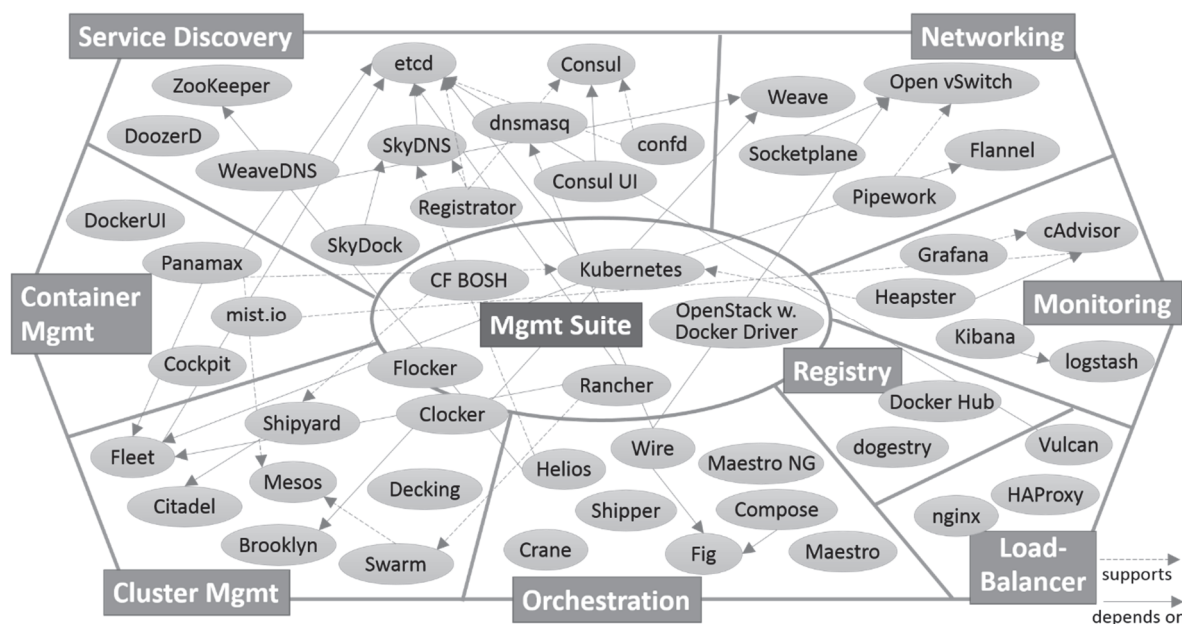 Service Discovery
Networking
etcd
Consul
ZooKeeper
Weave
Open vSwitch
DoozerD
dnsmasq
SkyDNS
confd
Socketplane
Flannel
WeaveDNS
Consul UI
Pipework
Registrator
DockerUI
SkyDock
cAdvisor
Grafana
Panamax
CF BOSH
Kubernetes
Heapster
Container
Mgmt
Monitoring
mist.io
Mgmt Suite
OpenStack w.
Docker Driver
Kibana
logstash
Cockpit
Flocker
Rancher
Registry
Docker Hub
Shipyard
Clocker
Fleet
Wire
dogestry
Vulcan
Helios
Maestro NG
Mesos
Decking
Citadel
HAProxy
Shipper
Compose
nginx
Brooklyn
Swarm
Crane
Fig
Maestro
Load-
Balancer
supports
Cluster Mgmt
Orchestration
depends on